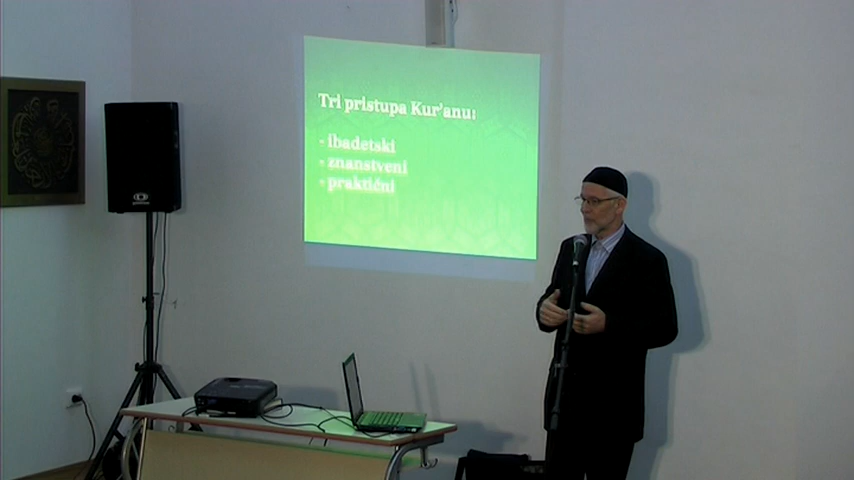 Tri pristupa Kur'anu:
- ibadetski
- znanstveni
- praktični